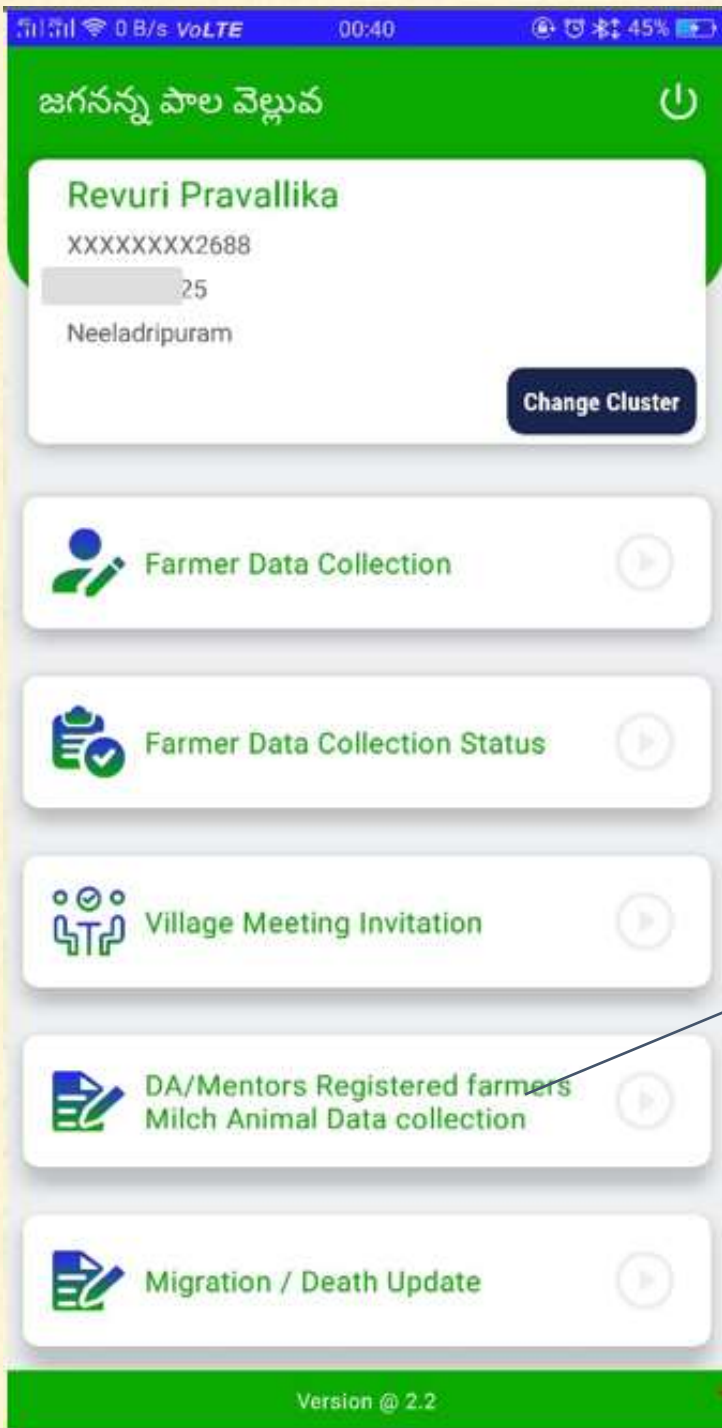 0 B/s VoLTE 00:40 45%
జగనన్న పాల వెల్లువ
Revuri Pravallika
XXXXXXXX2688
25
Neeladripuram
Change Cluster
Farmer Data Collection
Farmer Data Collection Status
Village Meeting Invitation
DA/Mentors Registered farmers
Milch Animal Data collection
Migration / Death Update
Version @ 2.2